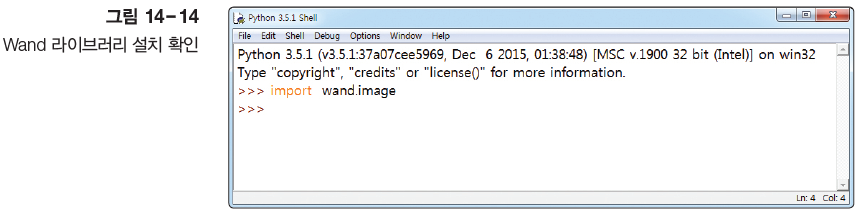 그림 14-14
Wand 라이브러리 설치 확인
Python 3.5.1 Shell
File Edit Shell Debug Options Window Help
Python 3.5.1 (v3.5.1:37a07cee5969, Dec  6 2015, 01:38:48) [MSC v.1900 32 bit (Intel)] on win32
Type "copyright", "credits" or "license()" for more information.
>>> import wand.image
>>>
Ln: 4 Col: 4